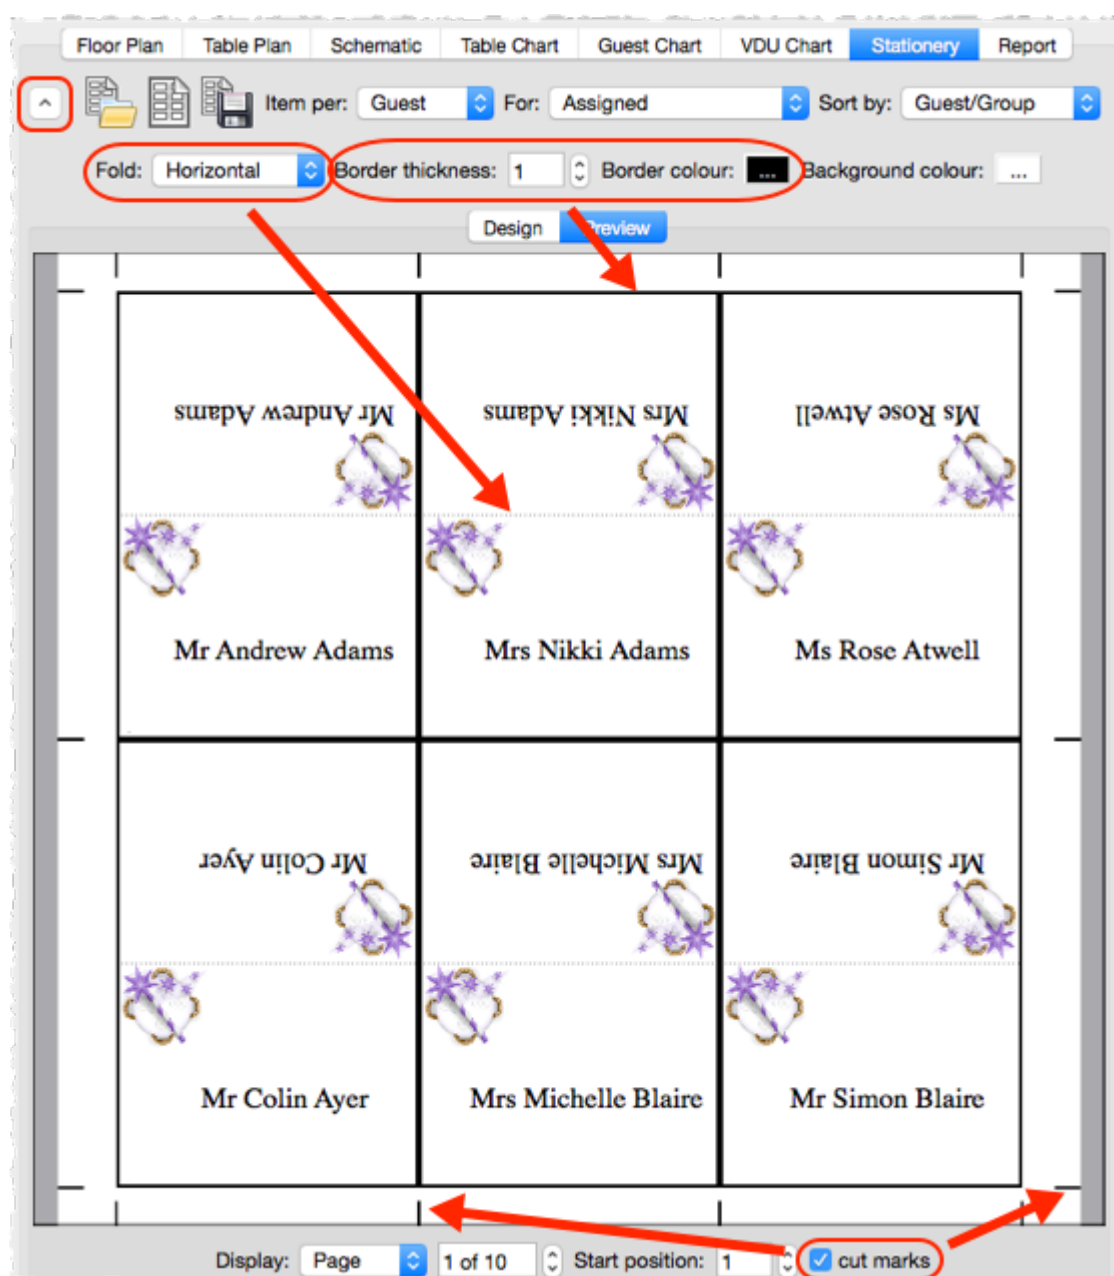 Floor Plan Table Plan Schematic Table Chart Guest Chart VDU Chart Stationery Report
Item per: Guest For: Assigned Sort by: Guest/Group
Fold: Horizontal Border thickness: 1 Border colour: ... Background colour: ...
Design Preview
Mr Andrew Adams Mrs Nikki Adams Ms Rose Atwell
Mr Andrew Adams Mrs Nikki Adams Ms Rose Atwell
Mr Colin Ayer Mrs Michelle Blaire Mr Simon Blaire
Mr Colin Ayer Mrs Michelle Blaire Mr Simon Blaire
Display: Page 1 of 10 Start position: 1 cut marks